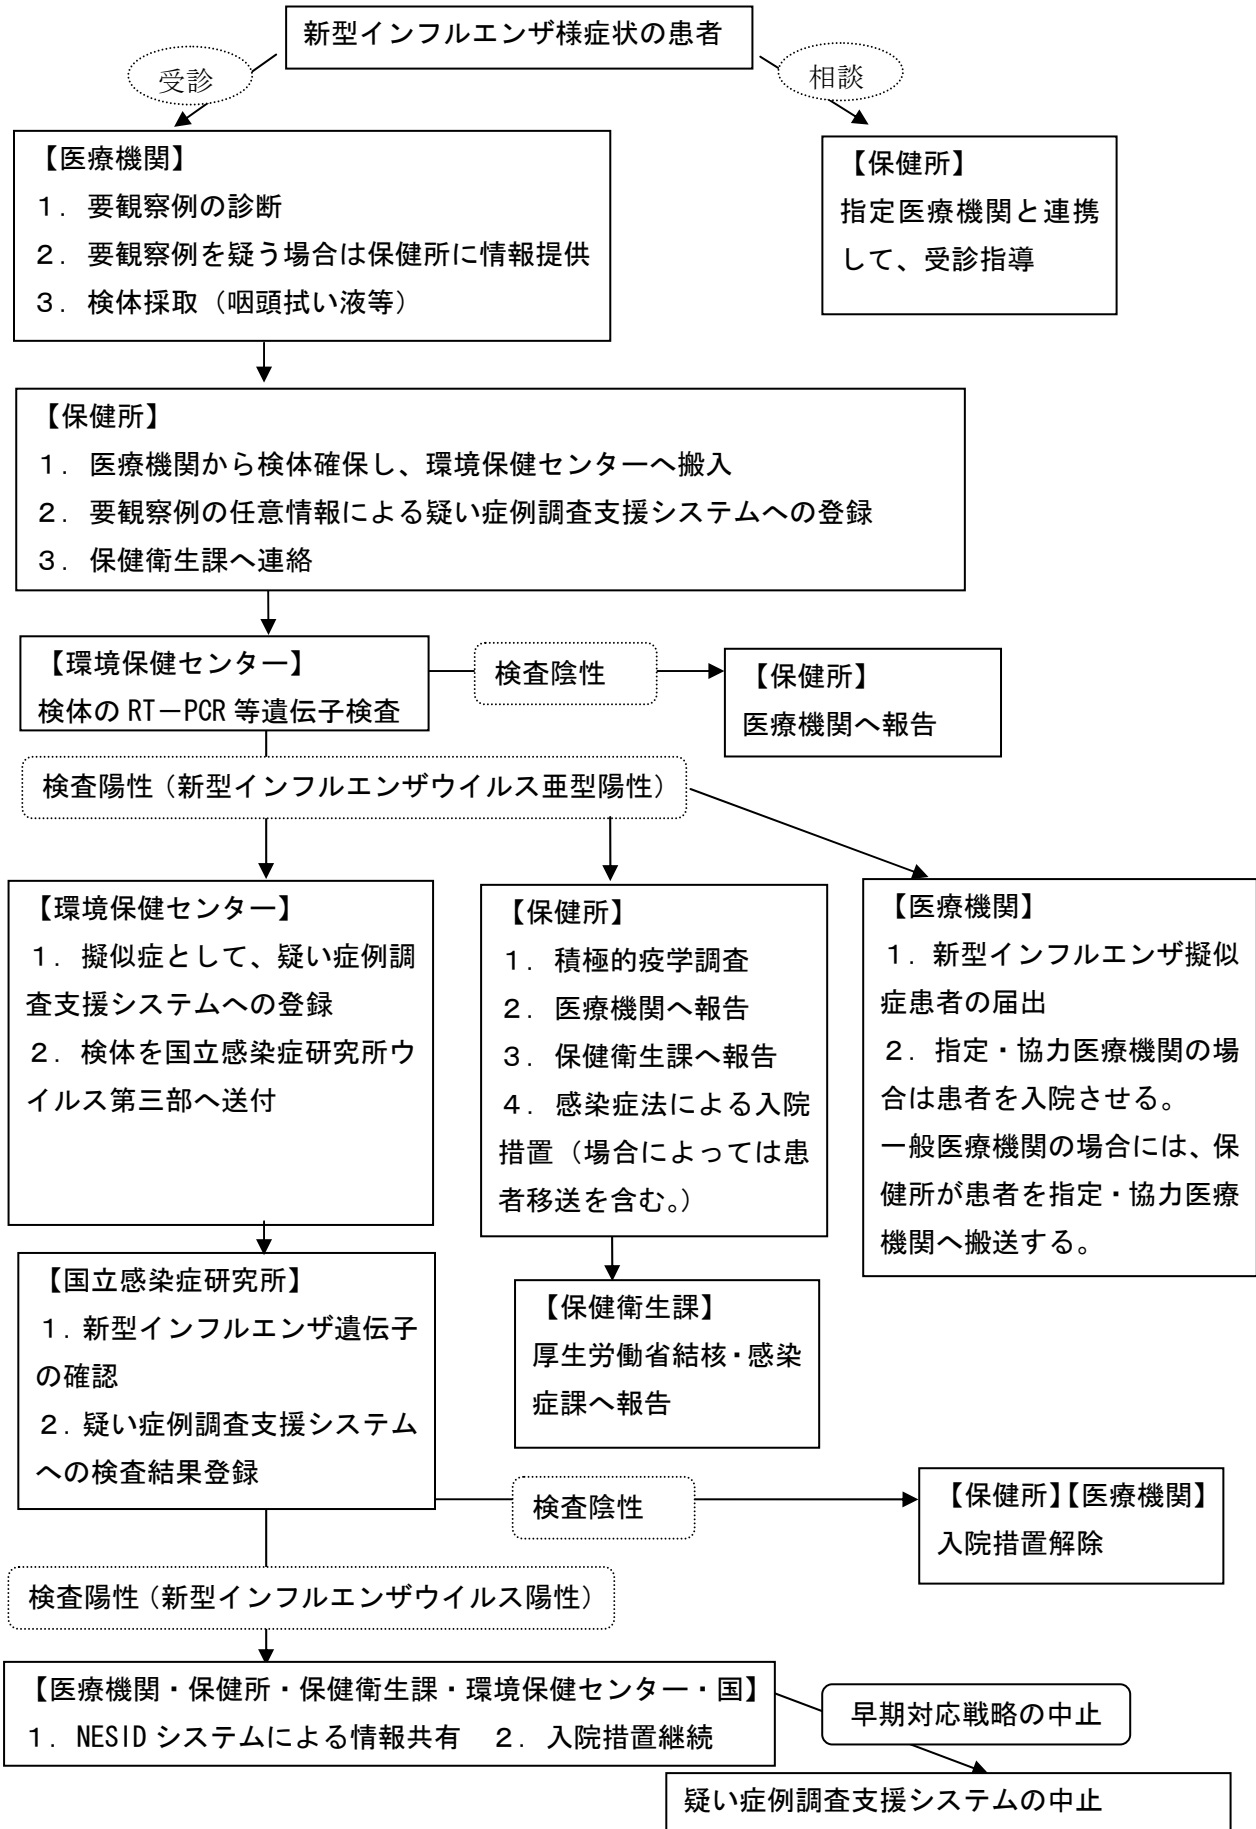 新型インフルエンザ様症状の患者
受診
相談
【医療機関】
１．要観察例の診断
２．要観察例を疑う場合は保健所に情報提供
３．検体採取（咽頭拭い液等）
【保健所】
指定医療機関と連携
して、受診指導
【保健所】
１．医療機関から検体確保し、環境保健センターへ搬入
２．要観察例の任意情報による疑い症例調査支援システムへの登録
３．保健衛生課へ連絡
【環境保健センター】
検体の RT－PCR 等遺伝子検査
検査陰性
【保健所】
医療機関へ報告
検査陽性（新型インフルエンザウイルス亜型陽性）
【環境保健センター】
１．擬似症として、疑い症例調
査支援システムへの登録
２．検体を国立感染症研究所ウ
イルス第三部へ送付
【保健所】
１．積極的疫学調査
２．医療機関へ報告
３．保健衛生課へ報告
４．感染症法による入院
措置（場合によっては患
者移送を含む。）
【医療機関】
１．新型インフルエンザ擬似
症患者の届出
２．指定・協力医療機関の場
合は患者を入院させる。
一般医療機関の場合には、保
健所が患者を指定・協力医療
機関へ搬送する。
【国立感染症研究所】
１．新型インフルエンザ遺伝子
の確認
２．疑い症例調査支援システム
への検査結果登録
【保健衛生課】
厚生労働省結核・感染
症課へ報告
検査陰性
【保健所】【医療機関】
入院措置解除
検査陽性（新型インフルエンザウイルス陽性）
【医療機関・保健所・保健衛生課・環境保健センター・国】
１．NESID システムによる情報共有　２．入院措置継続
早期対応戦略の中止
疑い症例調査支援システムの中止